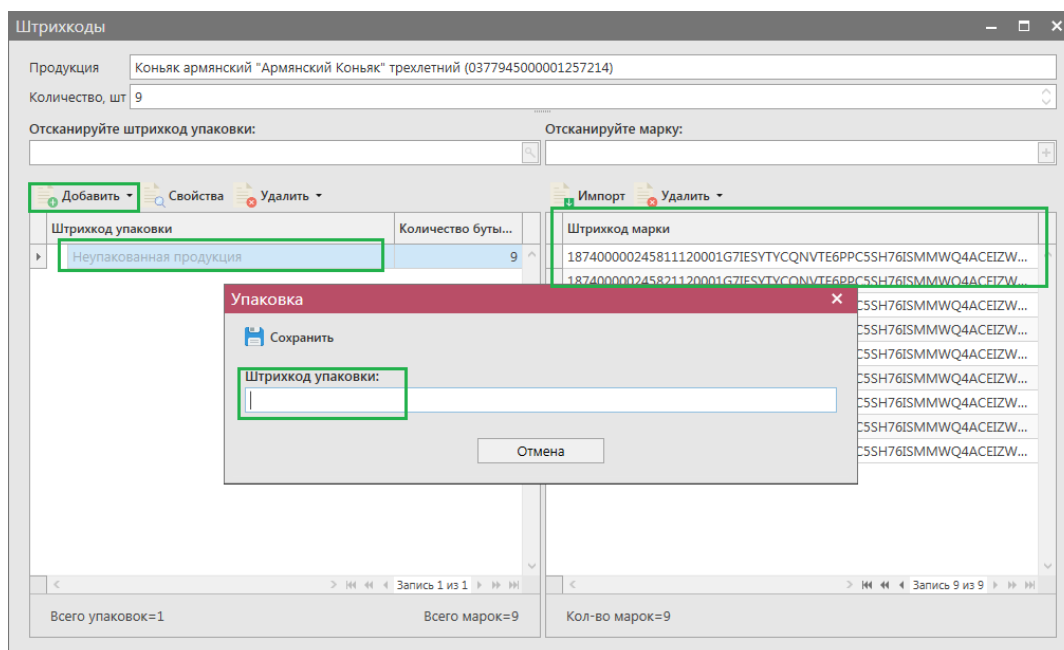 Штрихкоды
Продукция Коньяк армянский "Армянский Коньяк" трехлетний (0377945000001257214)
Количество, шт 9
Отсканируйте штрихкод упаковки: Отсканируйте марку:
Добавить Свойства Удалить Импорт Удалить
Штрихкод упаковки Количество буты... Штрихкод марки
Неупакованная продукция 9 187400000245811120001G7IESYTYCQNVTE6PPC5SH76ISMMWQ4ACEIZW...
187400000245821120001G7IESYTYCQNVTE6PPC5SH76ISMMWQ4ACEIZW...
Упаковка C5SH76ISMMWQ4ACEIZW...
C5SH76ISMMWQ4ACEIZW...
Сохранить C5SH76ISMMWQ4ACEIZW...
Штрихкод упаковки: C5SH76ISMMWQ4ACEIZW...
C5SH76ISMMWQ4ACEIZW...
C5SH76ISMMWQ4ACEIZW...
Отмена C5SH76ISMMWQ4ACEIZW...
Запись 1 из 1 Запись 9 из 9
Всего упаковок=1 Всего марок=9 Кол-во марок=9